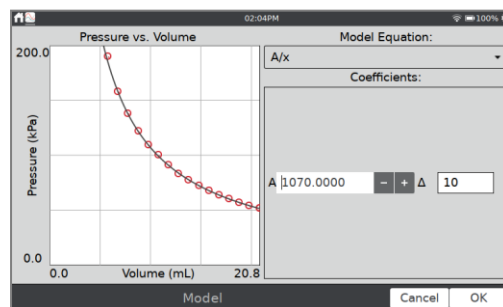 02:04PM
100%
Pressure vs. Volume
200.0
Pressure (kPa)
0.0
0.0 Volume (mL) 20.8
Model Equation:
A/x
Coefficients:
A 1070.0000 - + Δ 10
Model
Cancel OK